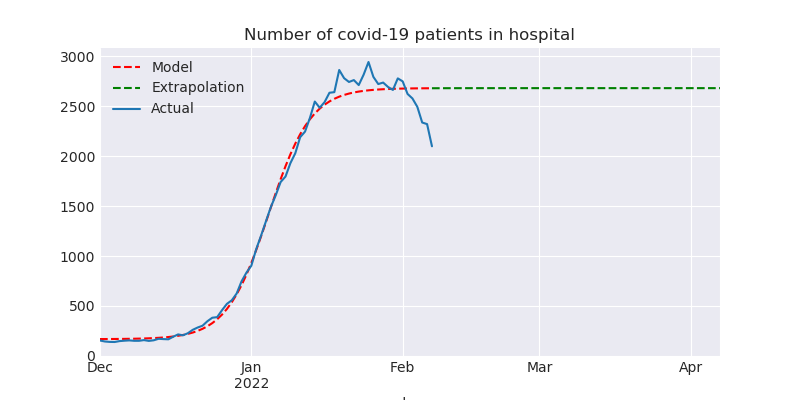 Number of covid-19 patients in hospital
Model
Extrapolation
Actual
3000
2500
2000
1500
1000
500
0
Dec Jan Feb Mar Apr
2022